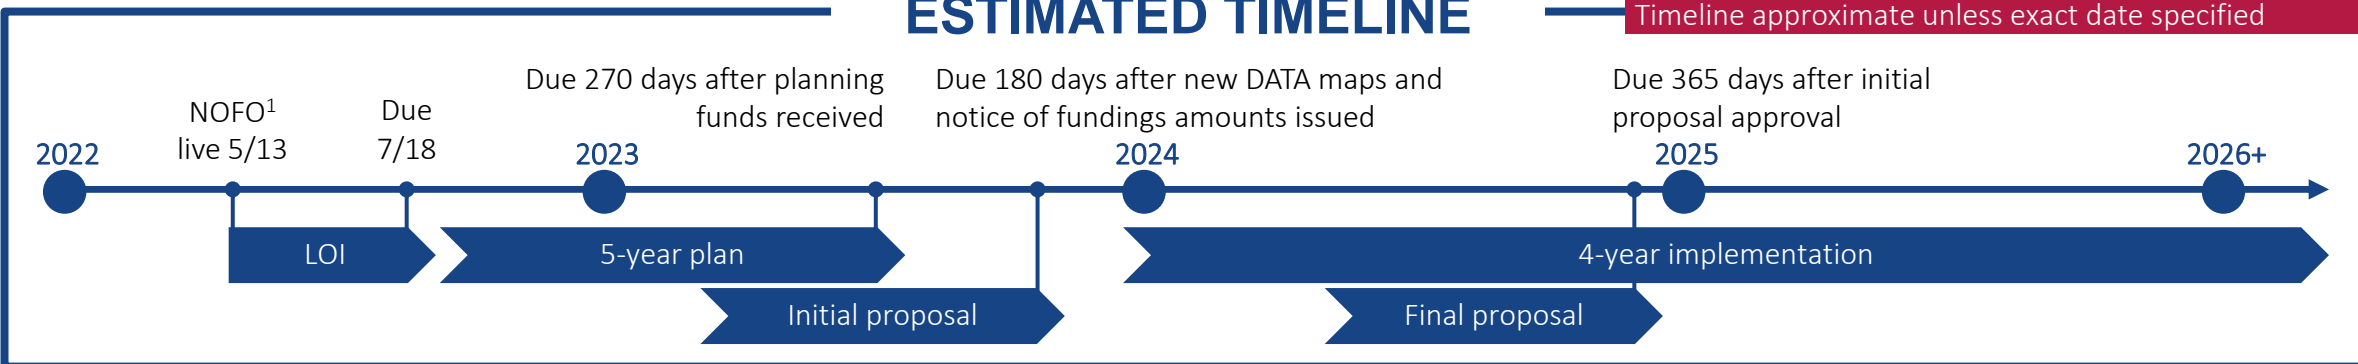 ESTIMATED TIMELINE
Timeline approximate unless exact date specified
NOFO¹
live 5/13
Due
7/18
Due 270 days after planning
funds received
Due 180 days after new DATA maps and
notice of fundings amounts issued
Due 365 days after initial
proposal approval
2022
2023
2024
2025
2026+
LOI
5-year plan
4-year implementation
Initial proposal
Final proposal